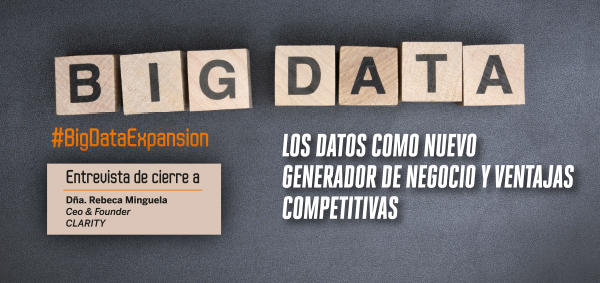 BIG DATA
#BigDataExpansion
Entrevista de cierre a
Dña. Rebeca Minguela
Ceo & Founder
CLARITY
LOS DATOS COMO NUEVO
GENERADOR DE NEGOCIO Y VENTAJAS
COMPETITIVAS